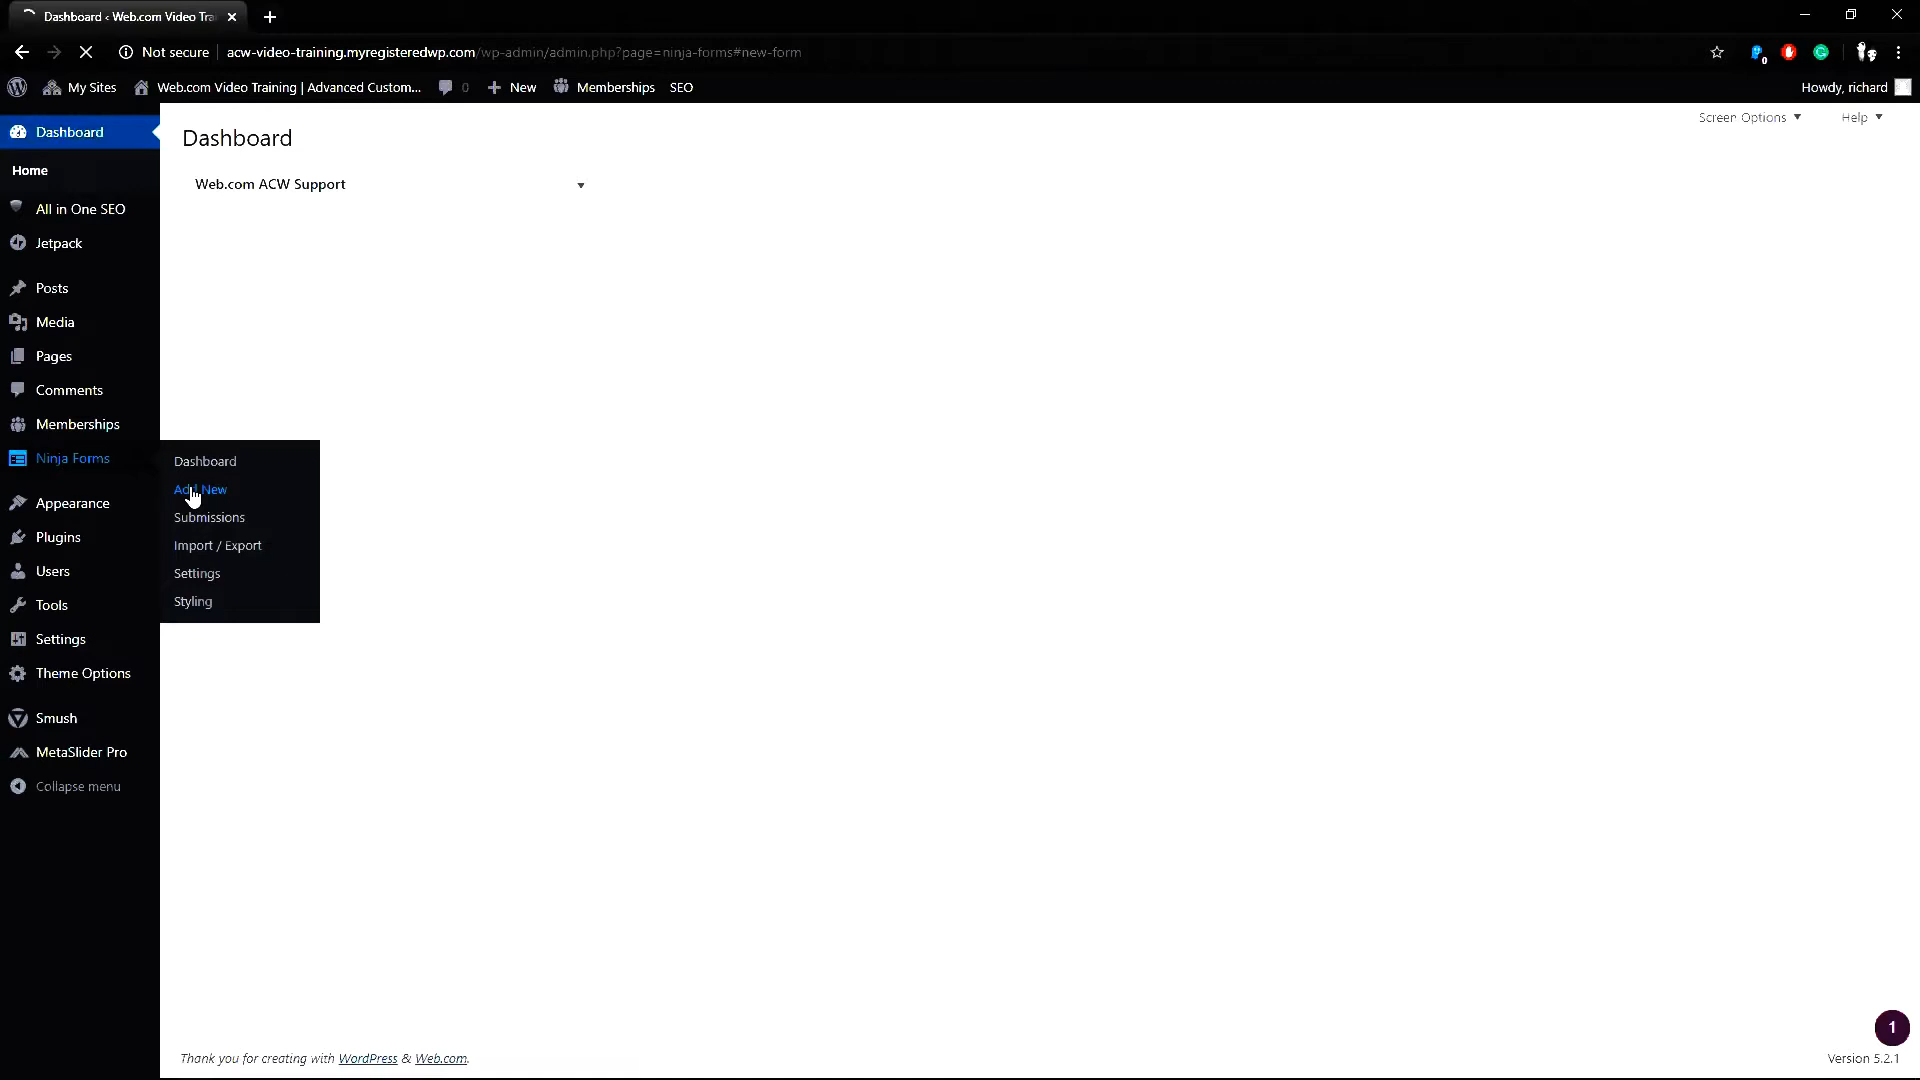 Dashboard < Web.com Video Tra
Not secure acw-video-training.myregisteredwp.com/wp-admin/admin.php?page=ninja-forms#new-form
0
My Sites Web.com Video Training | Advanced Custom... 0 New Memberships SEO Howdy, richard
Screen Options Help
Dashboard
Home
All in One SEO
Jetpack
Posts
Media
Pages
Comments
Memberships
Ninja Forms
Appearance
Plugins
Users
Tools
Settings
Theme Options
Smush
MetaSlider Pro
Collapse menu
Dashboard
Add New
Submissions
Import / Export
Settings
Styling
Dashboard
Web.com ACW Support
1
Thank you for creating with WordPress & Web.com.
Version 5.2.1